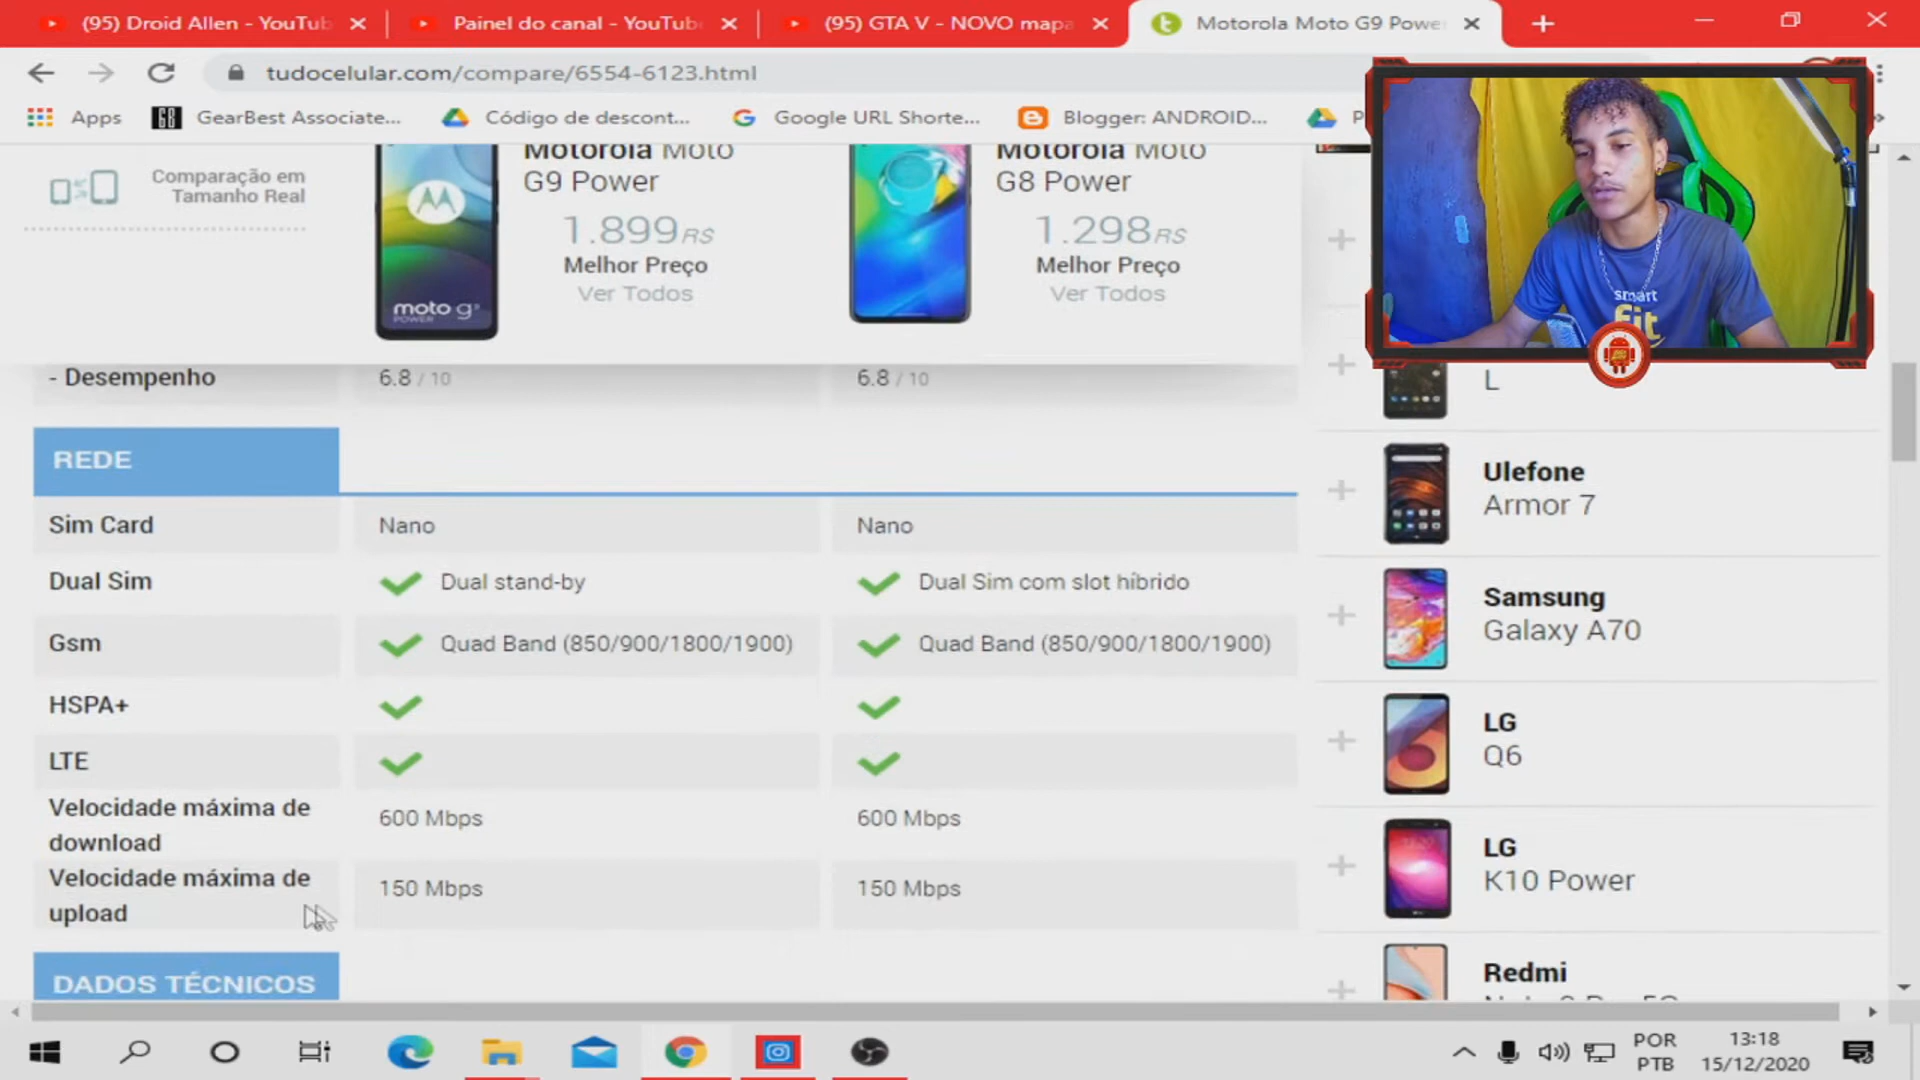 (95) Droid Allen - YouTub
Painel do canal - YouTub
(95) GTA V - NOVO mapa
Motorola Moto G9 Powe
tudocelular.com/compare/6554-6123.html
Apps
GearBest Associate...
Código de descont...
Google URL Shorte...
Blogger: ANDROID...
P
Comparação em
Tamanho Real
Motorola Moto
G9 Power
1.899 R$
Melhor Preço
Ver Todos
moto g9
POWER
Motorola Moto
G8 Power
1.298 R$
Melhor Preço
Ver Todos
smart
fit
- Desempenho
6.8 / 10
6.8 / 10
REDE
Sim Card
Nano
Nano
Dual Sim
Dual stand-by
Dual Sim com slot híbrido
Gsm
Quad Band (850/900/1800/1900)
Quad Band (850/900/1800/1900)
HSPA+
LTE
Velocidade máxima de
download
600 Mbps
600 Mbps
Velocidade máxima de
upload
150 Mbps
150 Mbps
DADOS TÉCNICOS
L
Ulefone
Armor 7
Samsung
Galaxy A70
LG
Q6
LG
K10 Power
Redmi
POR
PTB
13:18
15/12/2020